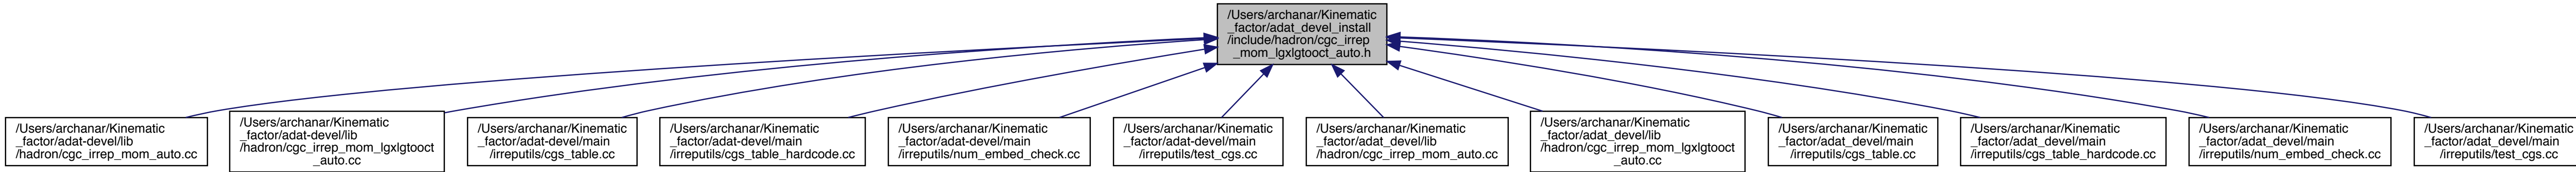 /Users/archanar/Kinematic
_factor/adat_devel_install
/include/hadron/cgc_irrep
_mom_lgxlgtooct_auto.h
/Users/archanar/Kinematic
_factor/adat-devel/lib
/hadron/cgc_irrep_mom_auto.cc
/Users/archanar/Kinematic
_factor/adat-devel/lib
/hadron/cgc_irrep_mom_lgxlgtooct
_auto.cc
/Users/archanar/Kinematic
_factor/adat-devel/main
/irreputils/cgs_table.cc
/Users/archanar/Kinematic
_factor/adat-devel/main
/irreputils/cgs_table_hardcode.cc
/Users/archanar/Kinematic
_factor/adat-devel/main
/irreputils/num_embed_check.cc
/Users/archanar/Kinematic
_factor/adat-devel/main
/irreputils/test_cgs.cc
/Users/archanar/Kinematic
_factor/adat_devel/lib
/hadron/cgc_irrep_mom_auto.cc
/Users/archanar/Kinematic
_factor/adat_devel/lib
/hadron/cgc_irrep_mom_lgxlgtooct
_auto.cc
/Users/archanar/Kinematic
_factor/adat_devel/main
/irreputils/cgs_table.cc
/Users/archanar/Kinematic
_factor/adat_devel/main
/irreputils/cgs_table_hardcode.cc
/Users/archanar/Kinematic
_factor/adat_devel/main
/irreputils/num_embed_check.cc
/Users/archanar/Kinematic
_factor/adat_devel/main
/irreputils/test_cgs.cc